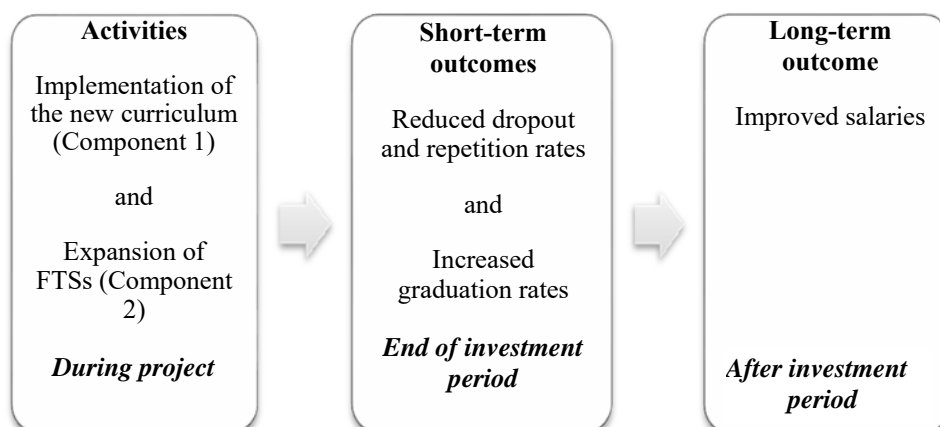 Activities
Implementation of
the new curriculum
(Component 1)
and
Expansion of
FTSs (Component
2)
During project
Short-term
outcomes
Reduced dropout
and repetition rates
and
Increased
graduation rates
End of investment
period
Long-term
outcome
Improved salaries
After investment
period